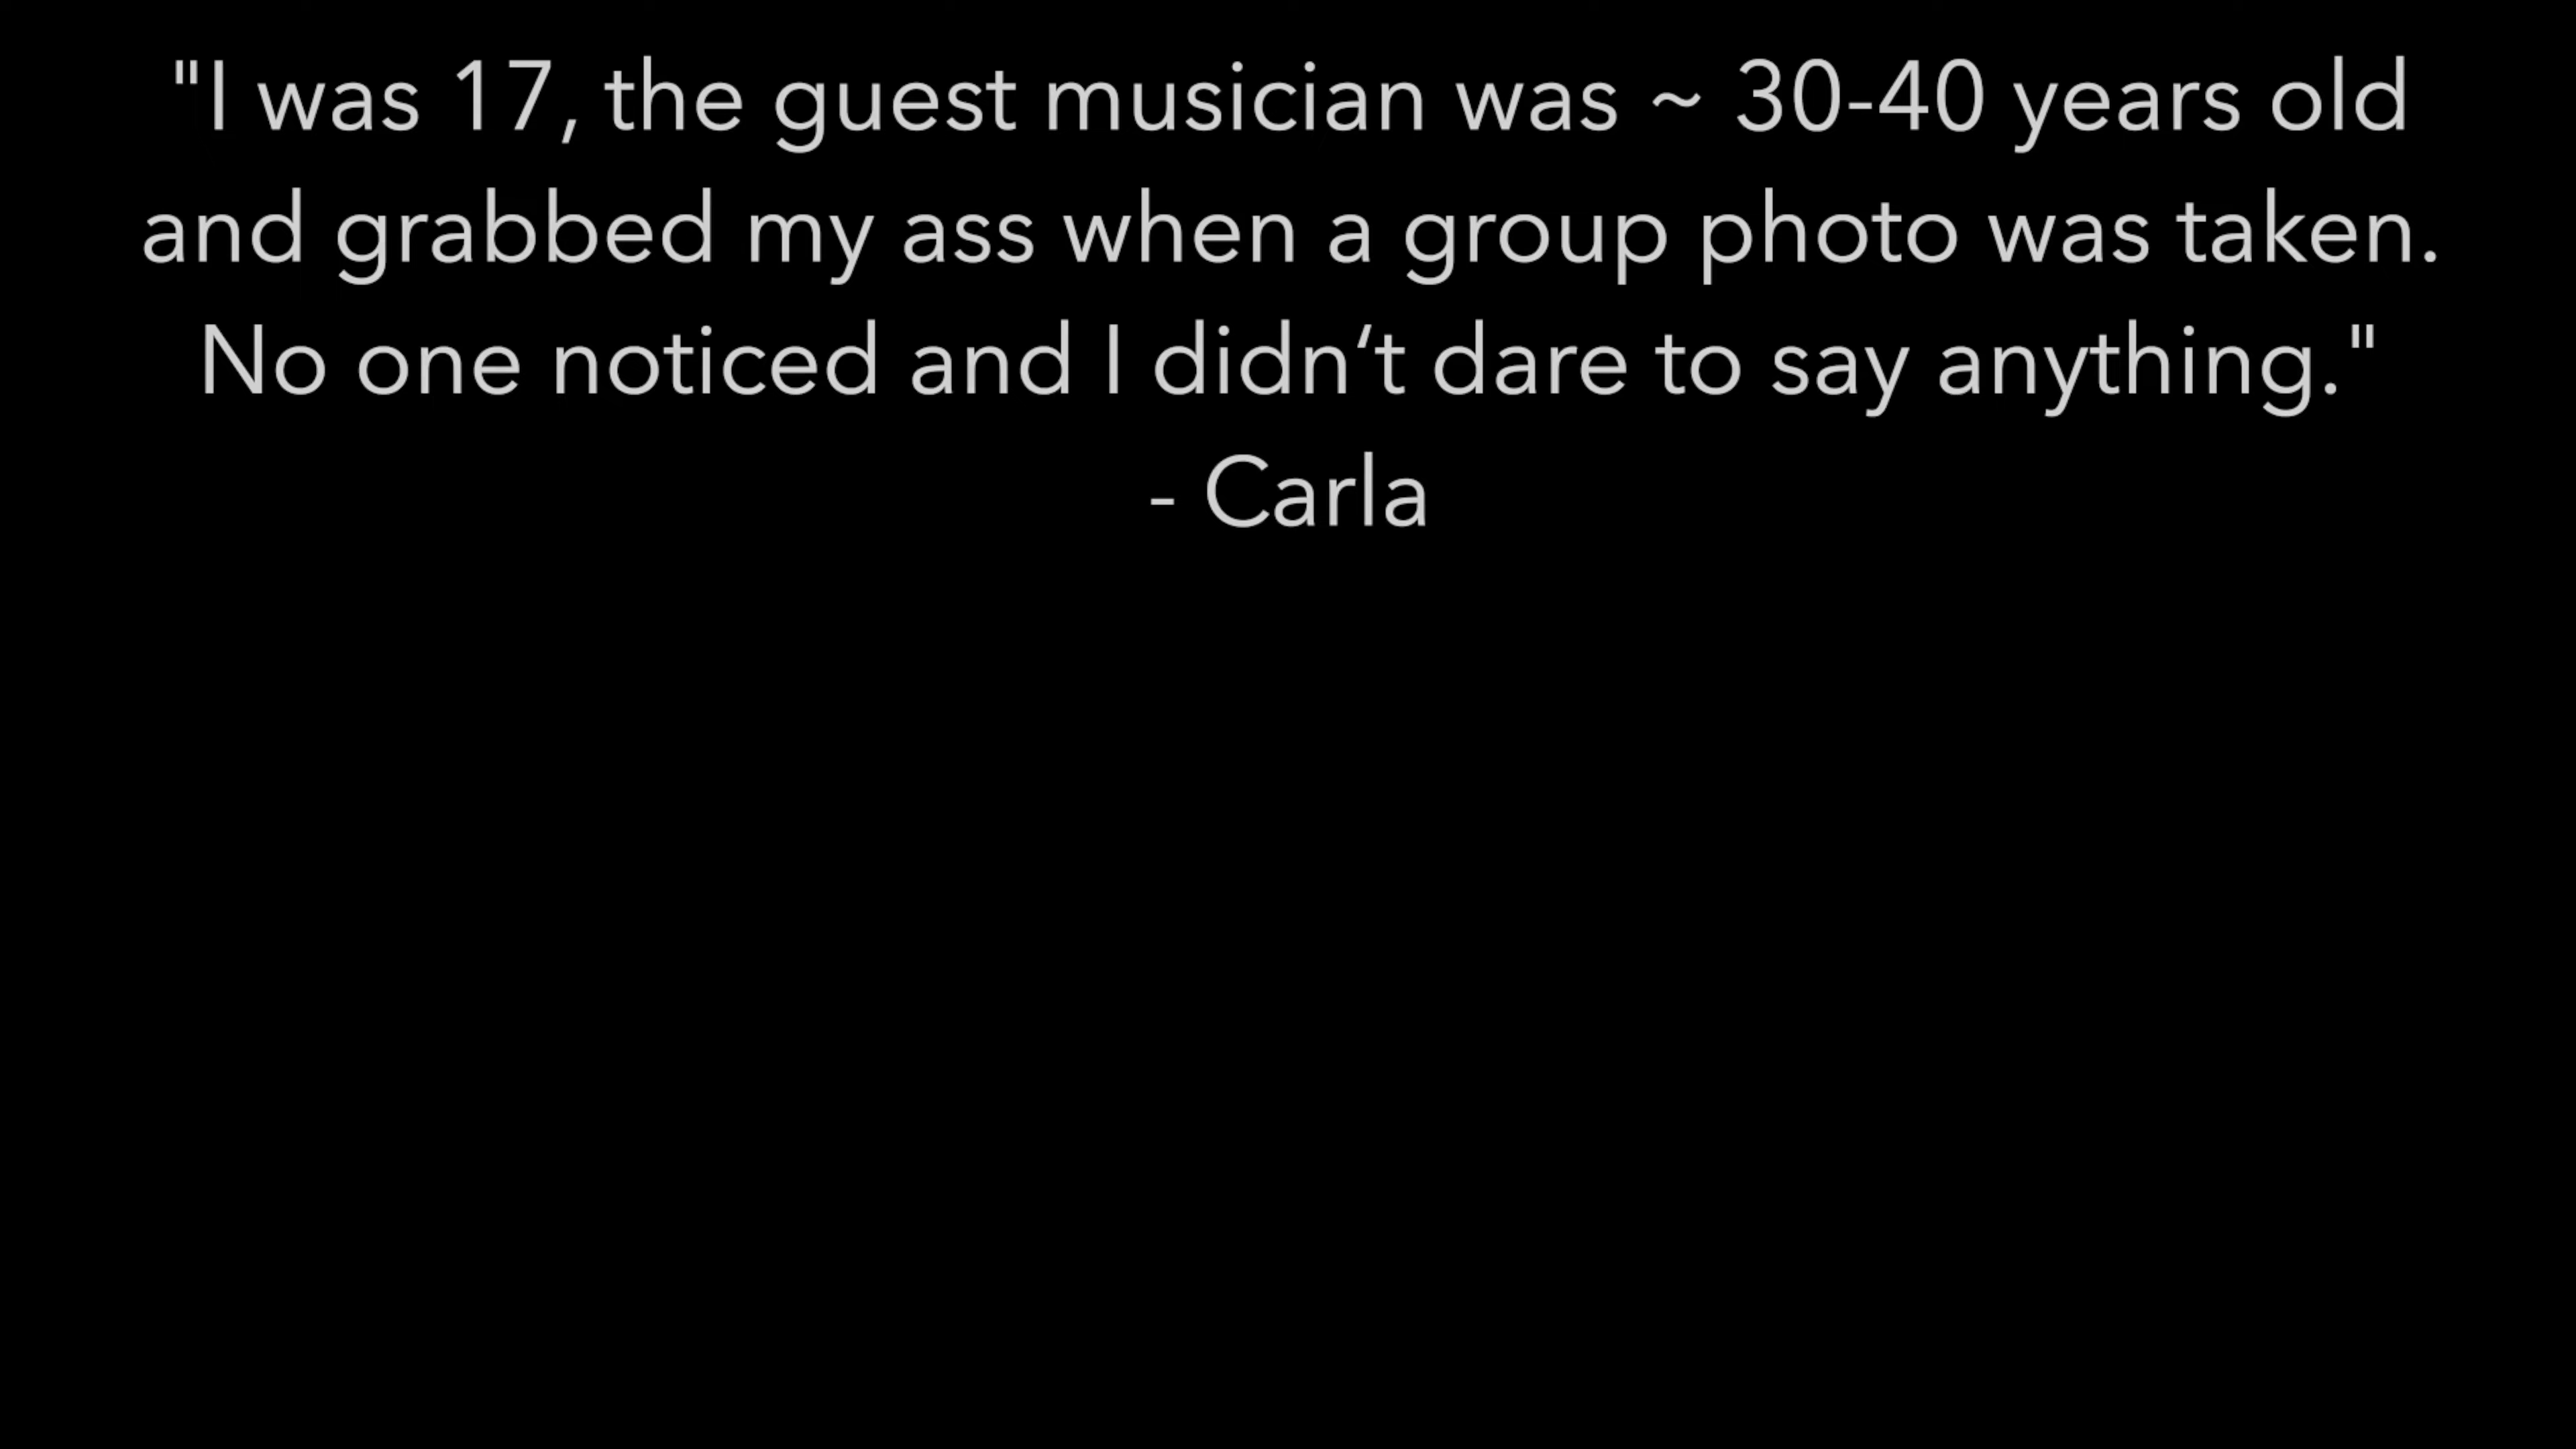 "I was 17, the guest musician was ~ 30-40 years old
and grabbed my ass when a group photo was taken.
No one noticed and I didn‘t dare to say anything."
- Carla